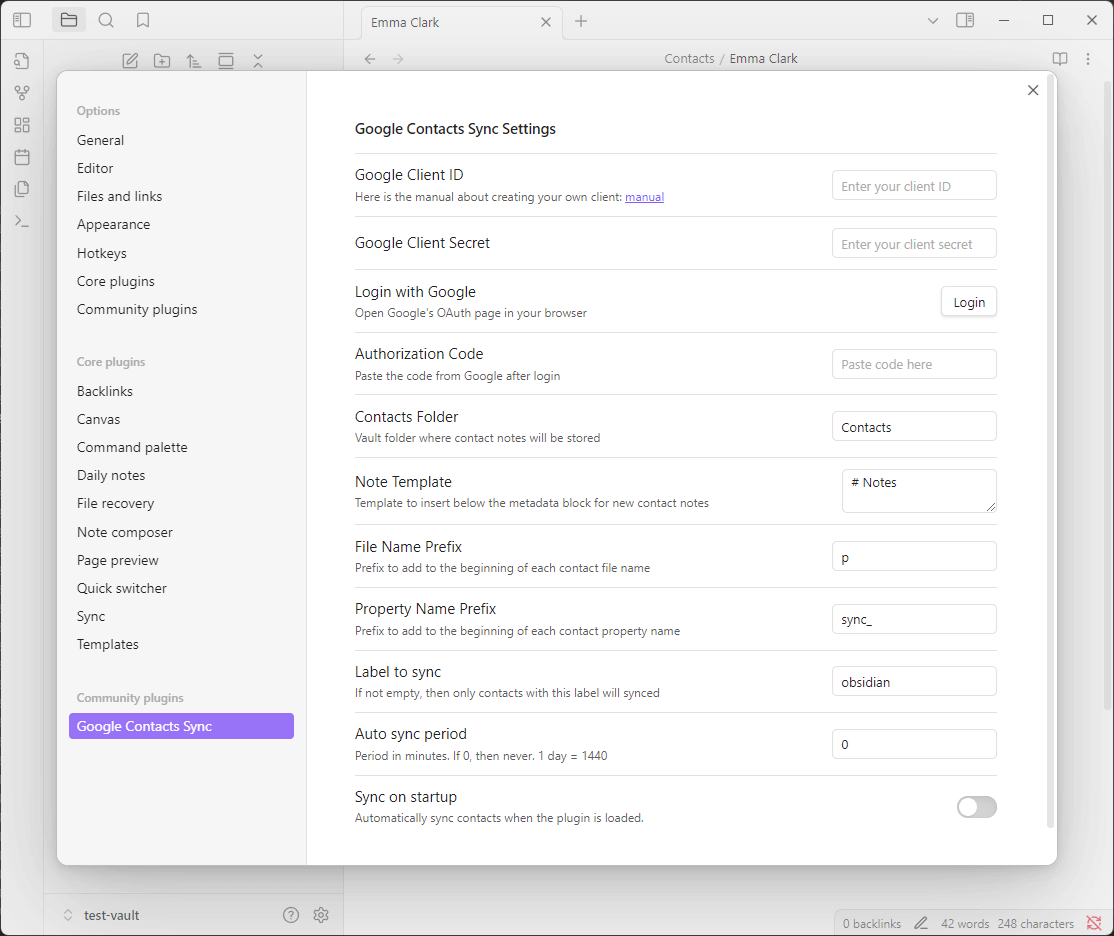 Emma Clark
Contacts / Emma Clark
Options
General
Editor
Files and links
Appearance
Hotkeys
Core plugins
Community plugins
Core plugins
Backlinks
Canvas
Command palette
Daily notes
File recovery
Note composer
Page preview
Quick switcher
Sync
Templates
Community plugins
Google Contacts Sync
Google Contacts Sync Settings
Google Client ID
Here is the manual about creating your own client: manual
Enter your client ID
Google Client Secret
Enter your client secret
Login with Google
Open Google's OAuth page in your browser
Login
Authorization Code
Paste the code from Google after login
Paste code here
Contacts Folder
Vault folder where contact notes will be stored
Contacts
Note Template
Template to insert below the metadata block for new contact notes
# Notes
File Name Prefix
Prefix to add to the beginning of each contact file name
p
Property Name Prefix
Prefix to add to the beginning of each contact property name
sync_
Label to sync
If not empty, then only contacts with this label will synced
obsidian
Auto sync period
Period in minutes. If 0, then never. 1 day = 1440
0
Sync on startup
Automatically sync contacts when the plugin is loaded.
test-vault
0 backlinks 42 words 248 characters